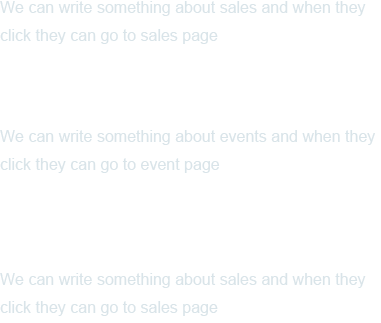 We can write something about sales and when they
click they can go to sales page
We can write something about events and when they
click they can go to event page
We can write something about sales and when they
click they can go to sales page